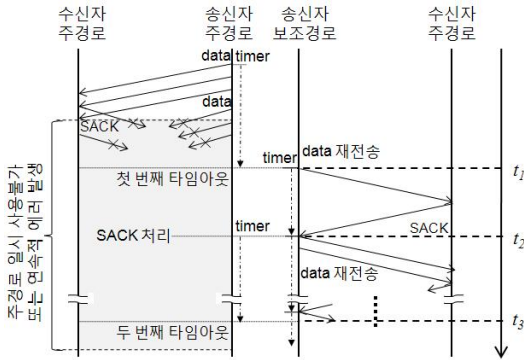 수신자
주경로
송신자
주경로
송신자
보조경로
수신자
주경로
data
timer
data
SACK
timer
data 재전송
첫 번째 타임아웃
t1
timer
SACK
SACK 처리
t2
data 재전송
두 번째 타임아웃
t3
주경로 일시 사용불가
또는 연속적 에러 발생